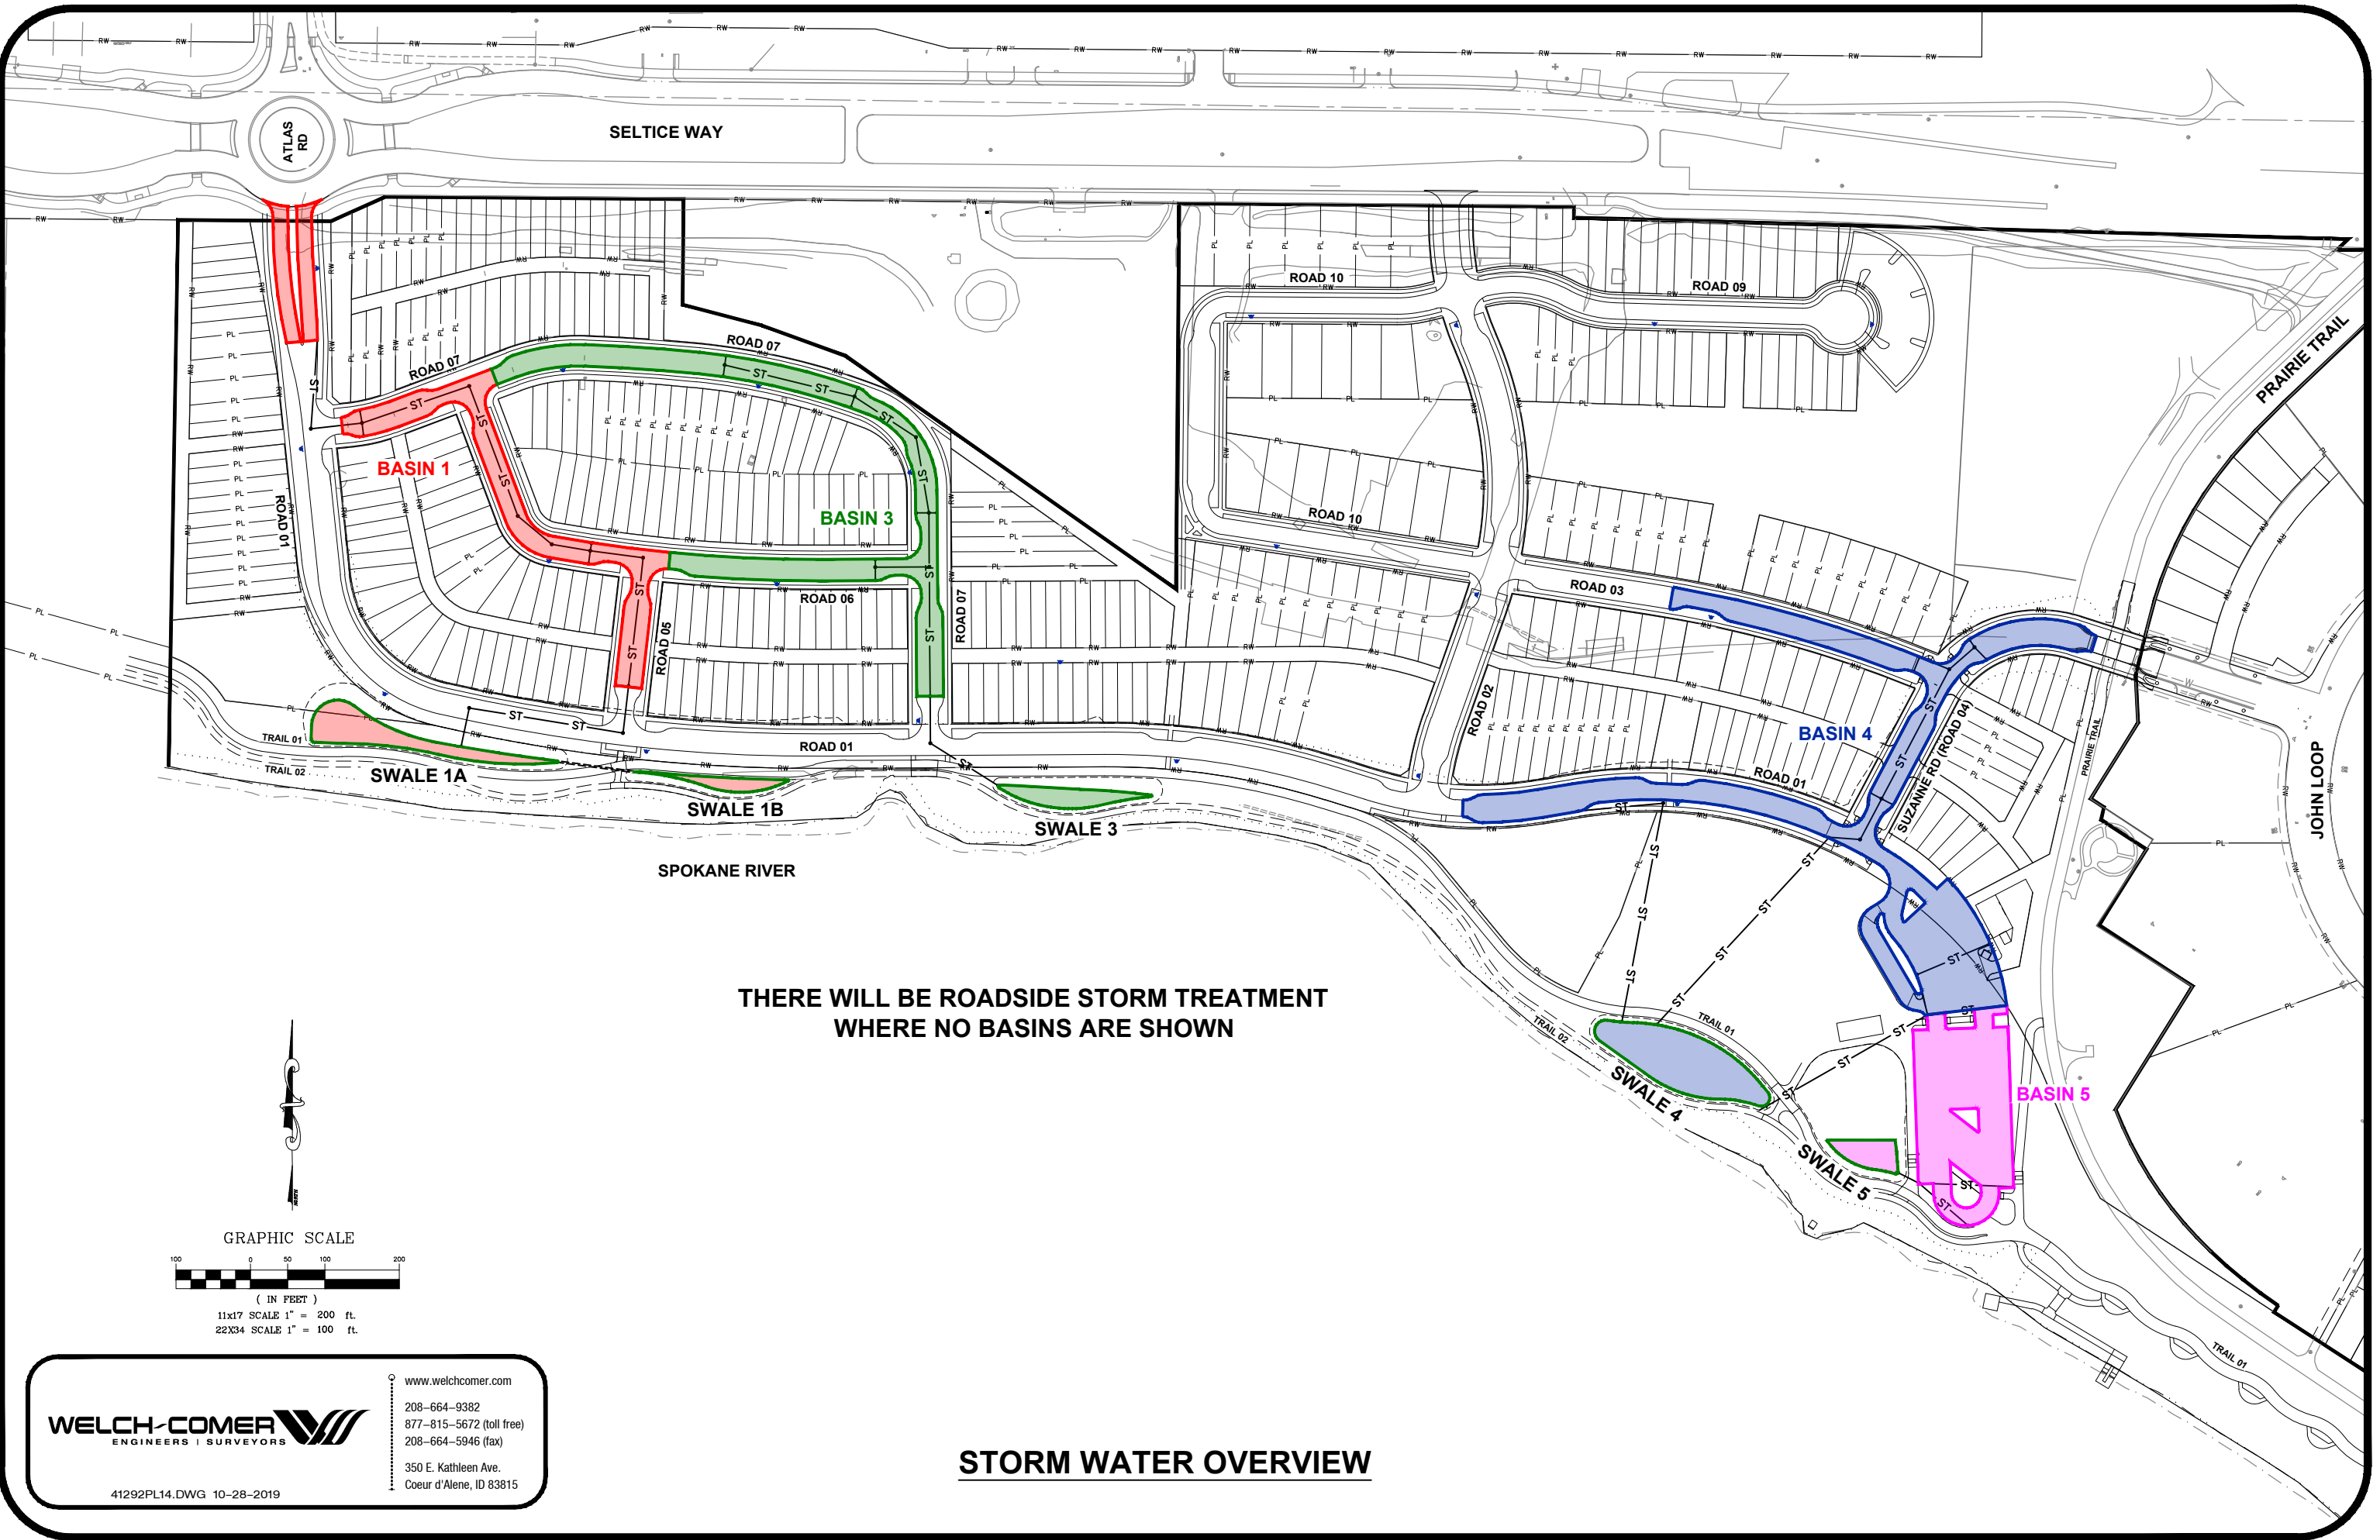 SELTICE WAY
ATLAS
RD
ROAD 10
ROAD 09
PRAIRIE TRAIL
ROAD 07
ROAD 07
BASIN 1
ROAD 01
BASIN 3
ROAD 10
ROAD 03
ROAD 06
ROAD 05
ROAD 07
ROAD 02
BASIN 4
SUZANNE RD (ROAD 04)
PRAIRIE TRAIL
JOHN LOOP
TRAIL 01
TRAIL 02
ROAD 01
ROAD 01
SWALE 1A
SWALE 1B
SWALE 3
SPOKANE RIVER
THERE WILL BE ROADSIDE STORM TREATMENT
WHERE NO BASINS ARE SHOWN
TRAIL 01
TRAIL 02
SWALE 4
SWALE 5
BASIN 5
TRAIL 01
GRAPHIC SCALE
100 0 50 100 200
( IN FEET )
11x17 SCALE 1" = 200 ft.
22X34 SCALE 1" = 100 ft.
WELCH-COMER
ENGINEERS | SURVEYORS
www.welchcomer.com
208-664-9382
877-815-5672 (toll free)
208-664-5946 (fax)
350 E. Kathleen Ave.
Coeur d'Alene, ID 83815
41292PL14.DWG 10-28-2019
STORM WATER OVERVIEW